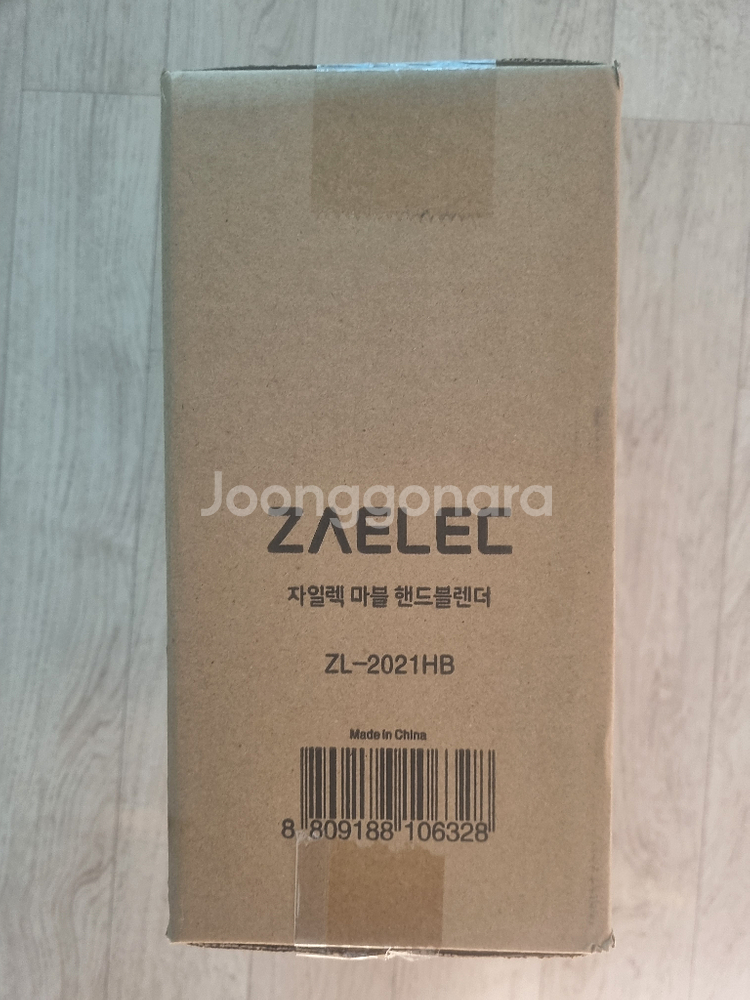 Joonggonara
ZAELEC
자일렉 마블 핸드블렌더
ZL-2021HB
Made in China
8 809188 106328